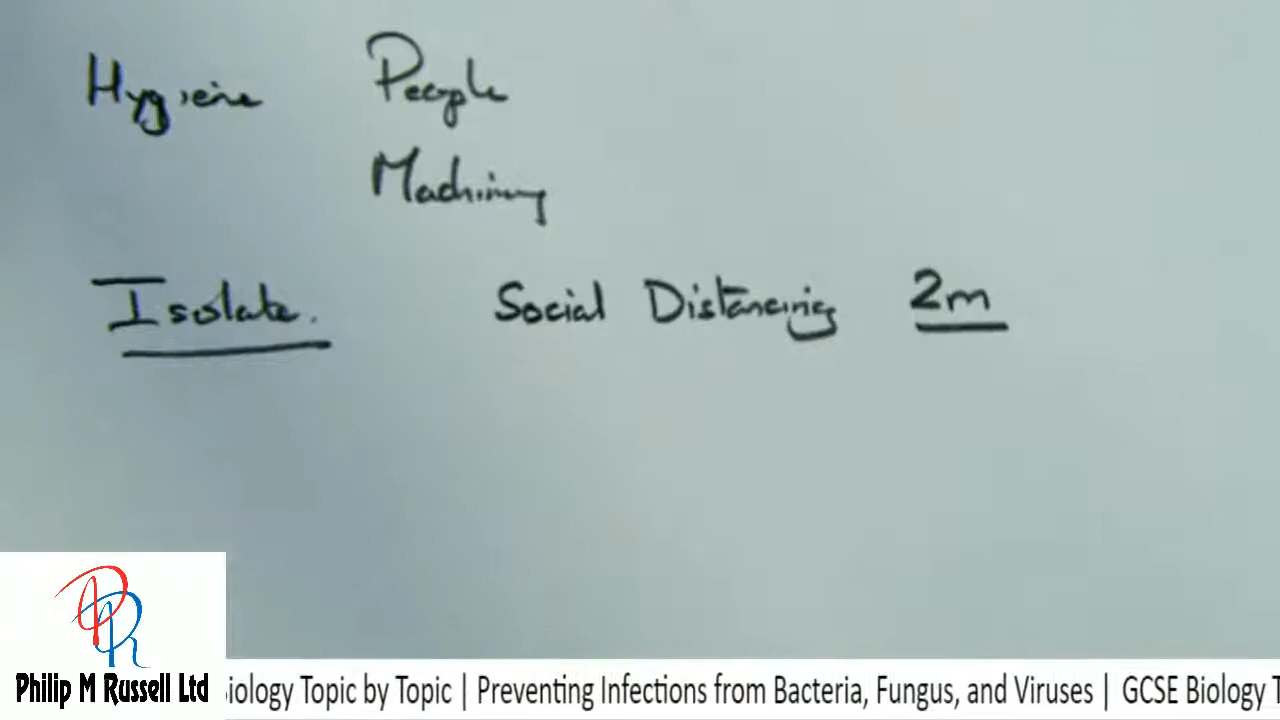 Hygiene People
Machinery
Isolate. Social Distancing 2m
Philip M Russell Ltd
iology Topic by Topic | Preventing Infections from Bacteria, Fungus, and Viruses | GCSE Biology T